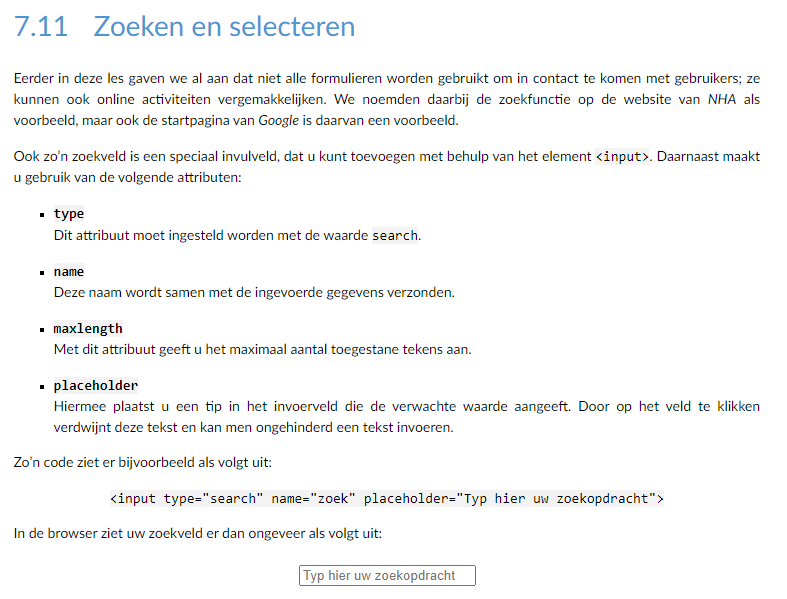 7.11 Zoeken en selecteren
Eerder in deze les gaven we al aan dat niet alle formulieren worden gebruikt om in contact te komen met gebruikers; ze
kunnen ook online activiteiten vergemakkelijken. We noemden daarbij de zoekfunctie op de website van NHA als
voorbeeld, maar ook de startpagina van Google is daarvan een voorbeeld.
Ook zo'n zoekveld is een speciaal invulveld, dat u kunt toevoegen met behulp van het element <input>. Daarnaast maakt
u gebruik van de volgende attributen:
▪ type
Dit attribuut moet ingesteld worden met de waarde search.
▪ name
Deze naam wordt samen met de ingevoerde gegevens verzonden.
▪ maxlength
Met dit attribuut geeft u het maximaal aantal toegestane tekens aan.
▪ placeholder
Hiermee plaatst u een tip in het invoerveld die de verwachte waarde aangeeft. Door op het veld te klikken
verdwijnt deze tekst en kan men ongehinderd een tekst invoeren.
Zo'n code ziet er bijvoorbeeld als volgt uit:
<input type="search" name="zoek" placeholder="Typ hier uw zoekopdracht">
In de browser ziet uw zoekveld er dan ongeveer als volgt uit:
Typ hier uw zoekopdracht